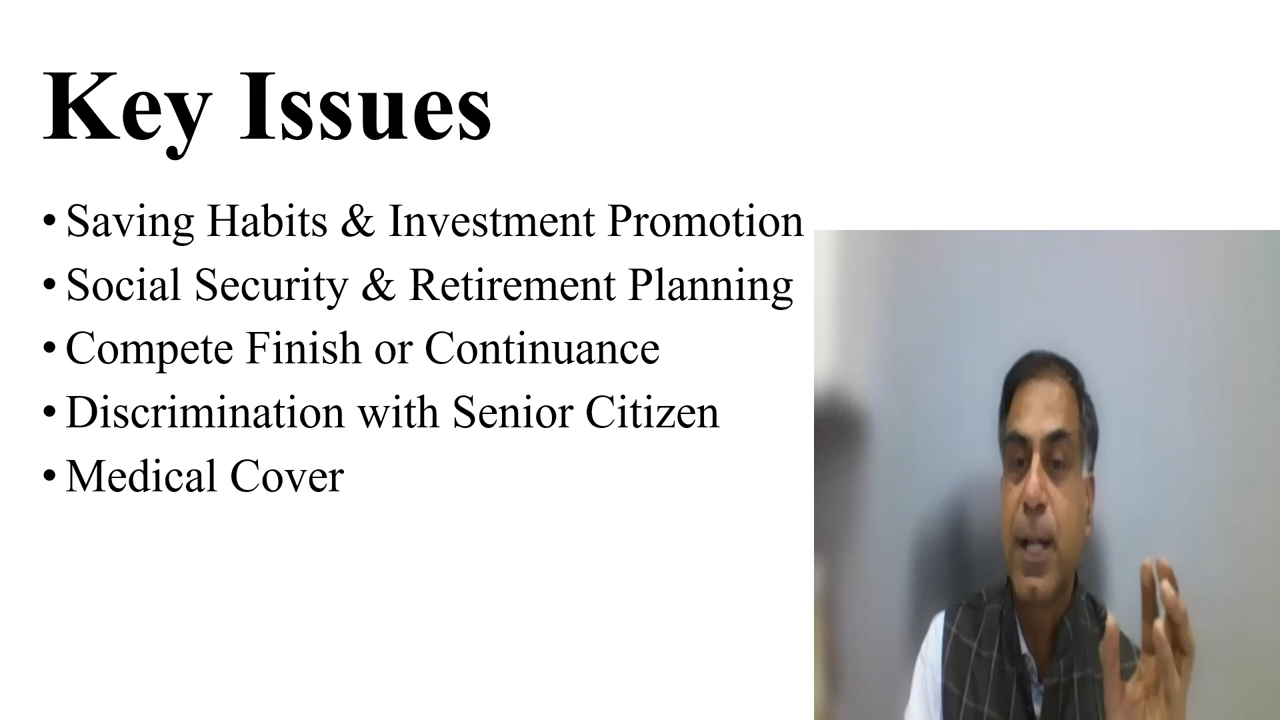 Key Issues
• Saving Habits & Investment Promotion
• Social Security & Retirement Planning
• Compete Finish or Continuance
• Discrimination with Senior Citizen
• Medical Cover